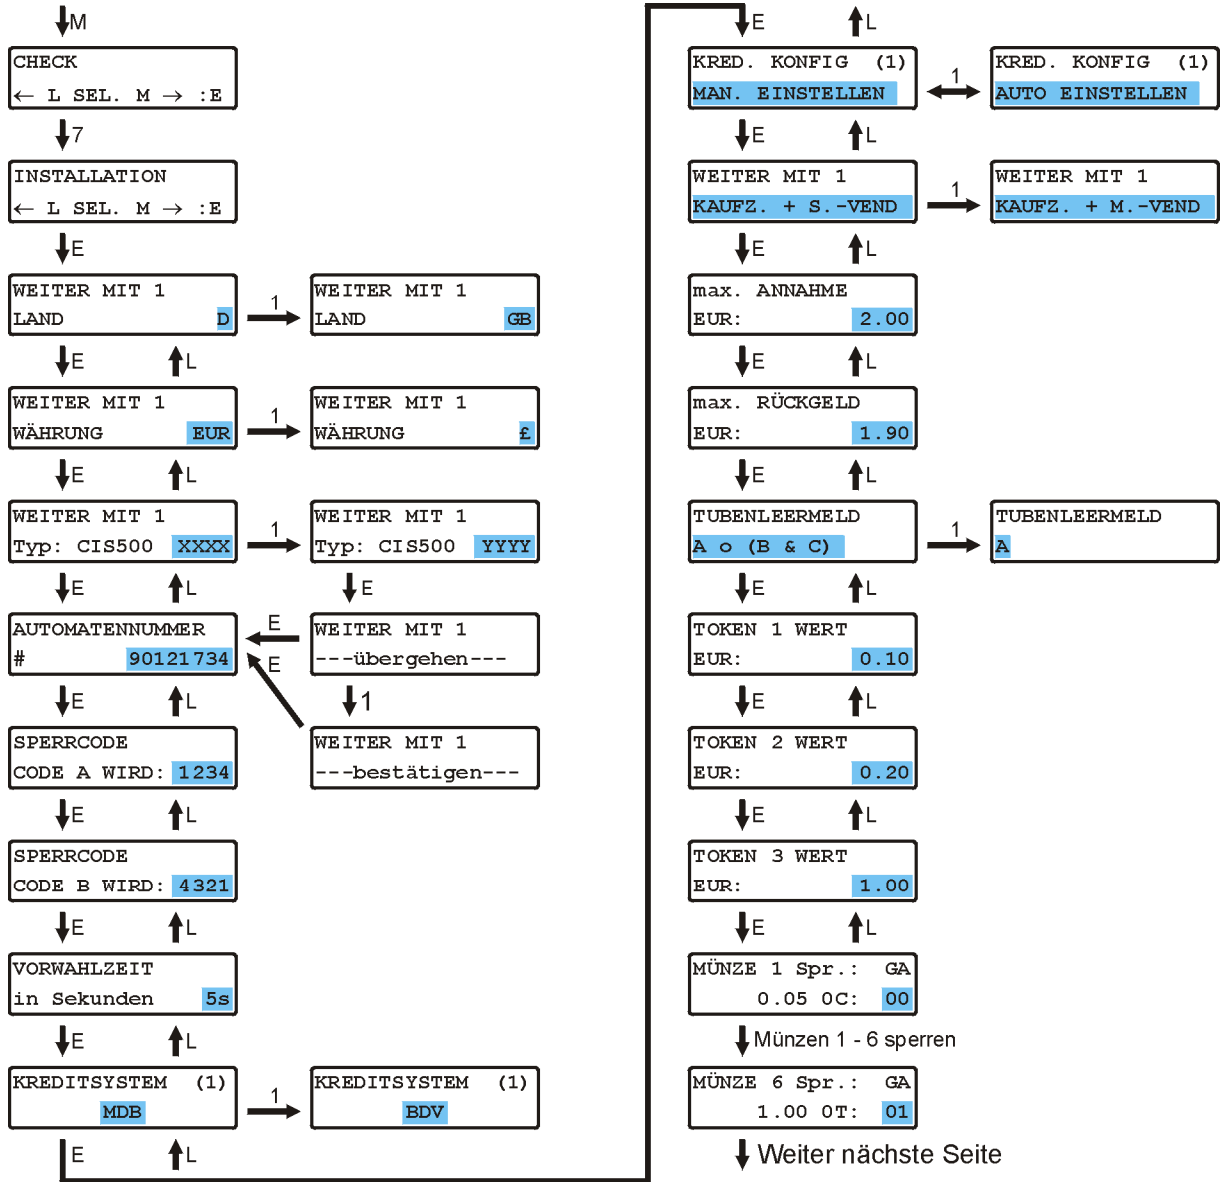 M
CHECK
← L SEL. M → :E
7
INSTALLATION
← L SEL. M → :E
E
WEITER MIT 1
LAND D
1
WEITER MIT 1
LAND GB
E L
WEITER MIT 1
WÄHRUNG EUR
1
WEITER MIT 1
WÄHRUNG £
E L
WEITER MIT 1
Typ: CIS500 XXXX
1
WEITER MIT 1
Typ: CIS500 YYYY
E L E
AUTOMATENNUMMER
# 90121734
E
E
WEITER MIT 1
---übergehen---
E L 1
SPERRCODE
CODE A WIRD: 1234
WEITER MIT 1
---bestätigen---
E L
SPERRCODE
CODE B WIRD: 4321
E L
VORWAHLZEIT
in Sekunden 5s
E L
KREDITSYSTEM (1)
MDB
1
KREDITSYSTEM (1)
BDV
E L
E L
KRED. KONFIG (1)
MAN. EINSTELLEN
1
KRED. KONFIG (1)
AUTO EINSTELLEN
E L
WEITER MIT 1
KAUFZ. + S.-VEND
1
WEITER MIT 1
KAUFZ. + M.-VEND
E L
max. ANNAHME
EUR: 2.00
E L
max. RÜCKGELD
EUR: 1.90
E L
TUBENLEERMELD
A o (B & C)
1
TUBENLEERMELD
A
E L
TOKEN 1 WERT
EUR: 0.10
E L
TOKEN 2 WERT
EUR: 0.20
E L
TOKEN 3 WERT
EUR: 1.00
E L
MÜNZE 1 Spr.: GA
0.05 0C: 00
Münzen 1 - 6 sperren
MÜNZE 6 Spr.: GA
1.00 0T: 01
Weiter nächste Seite